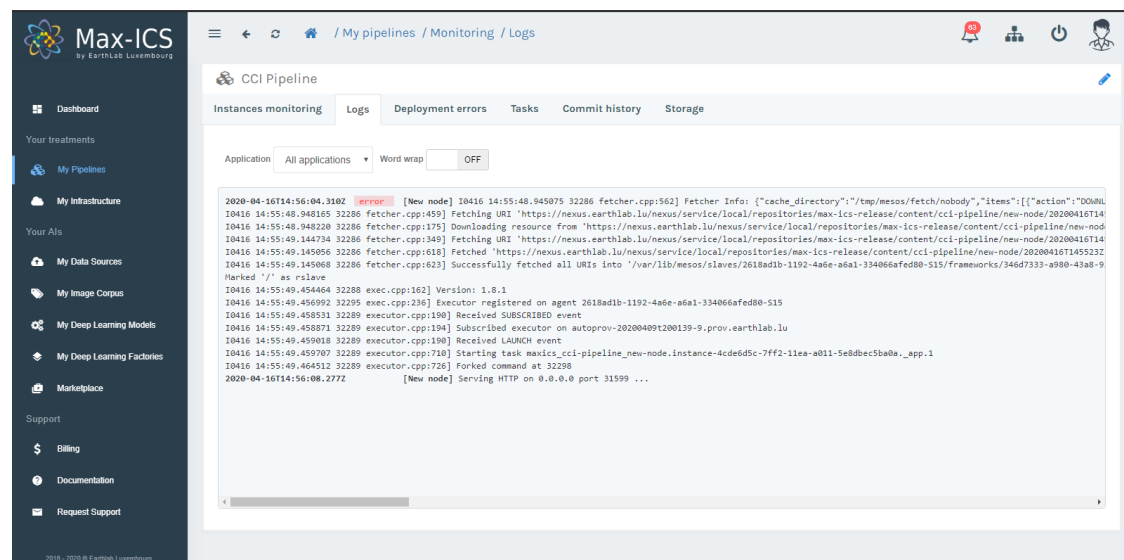 Max-ICS
by EarthLab Luxembourg
/ My pipelines / Monitoring / Logs
63
Dashboard
Your treatments
My Pipelines
My Infrastructure
Your AIs
My Data Sources
My Image Corpus
My Deep Learning Models
My Deep Learning Factories
Marketplace
Support
Billing
Documentation
Request Support
2016 - 2020 @ Earthlab Luxembourg
CCI Pipeline
Instances monitoring Logs Deployment errors Tasks Commit history Storage
Application All applications Word wrap OFF
2020-04-16T14:56:04.310Z error [New node] I0416 14:55:48.945075 32286 fetcher.cpp:562] Fetcher Info: {"cache_directory":"/tmp/mesos/fetch/nobody","items":[{"action":"DOWNL
I0416 14:55:48.948165 32286 fetcher.cpp:459] Fetching URI 'https://nexus.earthlab.lu/nexus/service/local/repositories/max-ics-release/content/cci-pipeline/new-node/20200416T14
I0416 14:55:48.948220 32286 fetcher.cpp:175] Downloading resource from 'https://nexus.earthlab.lu/nexus/service/local/repositories/max-ics-release/content/cci-pipeline/new-nod
I0416 14:55:49.144734 32286 fetcher.cpp:349] Fetching URI 'https://nexus.earthlab.lu/nexus/service/local/repositories/max-ics-release/content/cci-pipeline/new-node/20200416T14
I0416 14:55:49.145056 32286 fetcher.cpp:618] Fetched 'https://nexus.earthlab.lu/nexus/service/local/repositories/max-ics-release/content/cci-pipeline/new-node/20200416T145523Z
I0416 14:55:49.145068 32286 fetcher.cpp:623] Successfully fetched all URIs into '/var/lib/mesos/slaves/2618ad1b-1192-4a6e-a6a1-334066afed80-S15/frameworks/346d7333-a980-43a8-9
Marked '/' as rslave
I0416 14:55:49.454464 32288 exec.cpp:162] Version: 1.8.1
I0416 14:55:49.456992 32295 exec.cpp:236] Executor registered on agent 2618ad1b-1192-4a6e-a6a1-334066afed80-S15
I0416 14:55:49.458531 32289 executor.cpp:190] Received SUBSCRIBED event
I0416 14:55:49.458871 32289 executor.cpp:194] Subscribed executor on autoprov-20200409t200139-9.prov.earthlab.lu
I0416 14:55:49.459018 32289 executor.cpp:190] Received LAUNCH event
I0416 14:55:49.459707 32289 executor.cpp:710] Starting task maxics_cci-pipeline_new-node.instance-4cde6d5c-7ff2-11ea-a011-5e8dbec5ba0a._app.1
I0416 14:55:49.464512 32289 executor.cpp:726] Forked command at 32298
2020-04-16T14:56:08.277Z [New node] Serving HTTP on 0.0.0.0 port 31599 ...